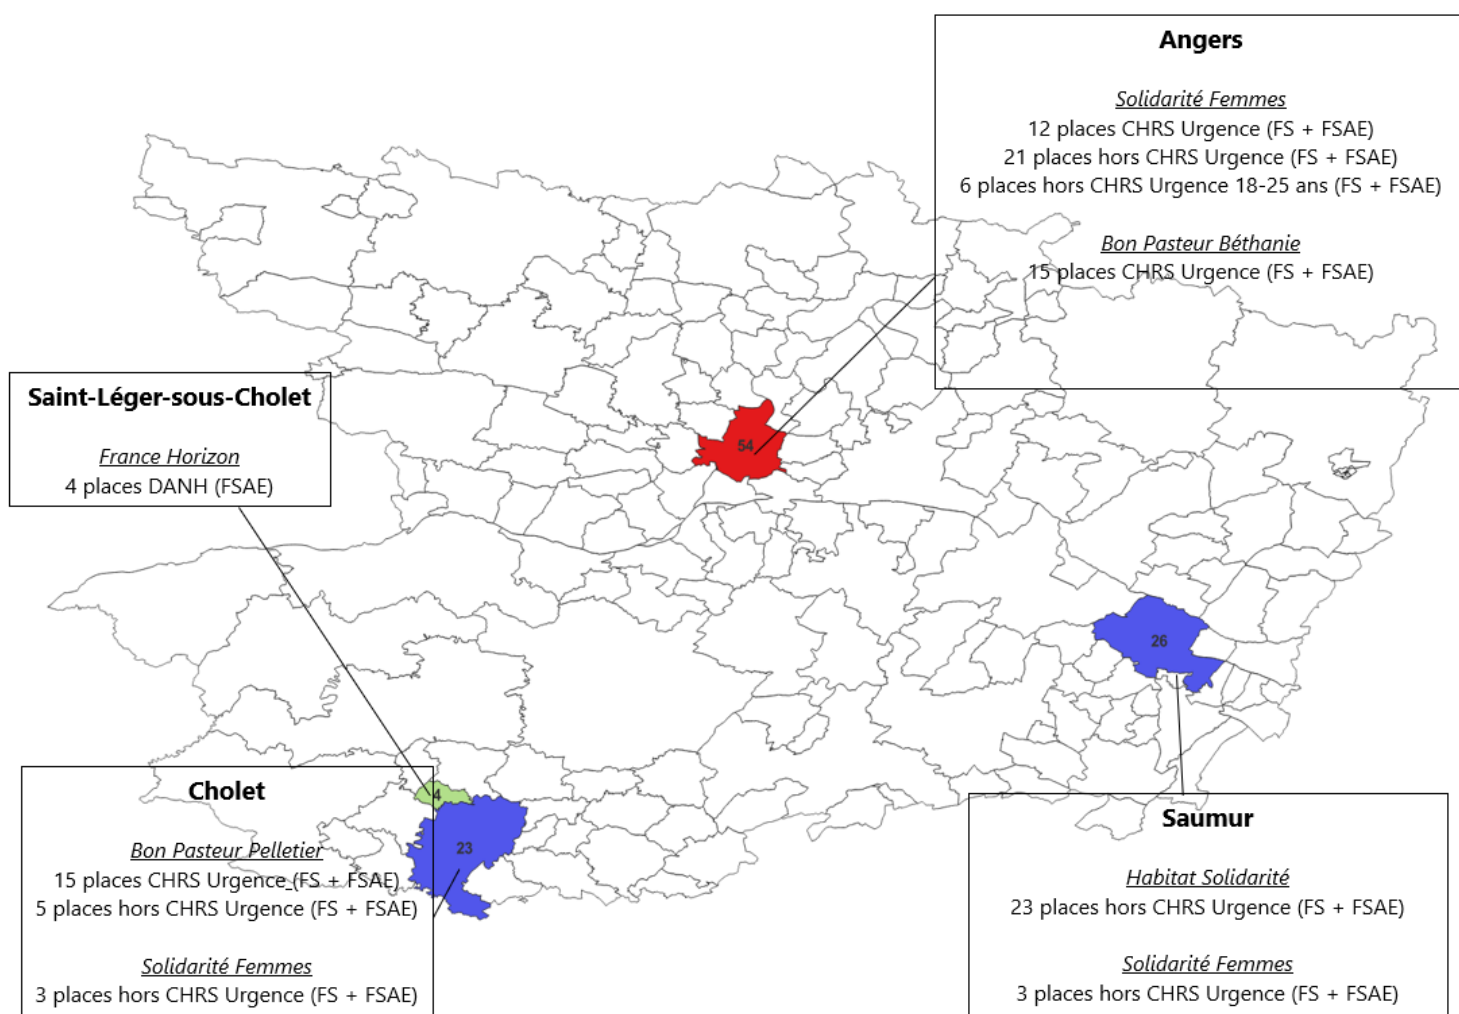 Angers
Solidarité Femmes
12 places CHRS Urgence (FS + FSAE)
21 places hors CHRS Urgence (FS + FSAE)
6 places hors CHRS Urgence 18-25 ans (FS + FSAE)
Bon Pasteur Béthanie
15 places CHRS Urgence (FS + FSAE)
54
Saint-Léger-sous-Cholet
France Horizon
4 places DANH (FSAE)
26
4
23
Cholet
Bon Pasteur Pelletier
15 places CHRS Urgence (FS + FSAE)
5 places hors CHRS Urgence (FS + FSAE)
Solidarité Femmes
3 places hors CHRS Urgence (FS + FSAE)
Saumur
Habitat Solidarité
23 places hors CHRS Urgence (FS + FSAE)
Solidarité Femmes
3 places hors CHRS Urgence (FS + FSAE)